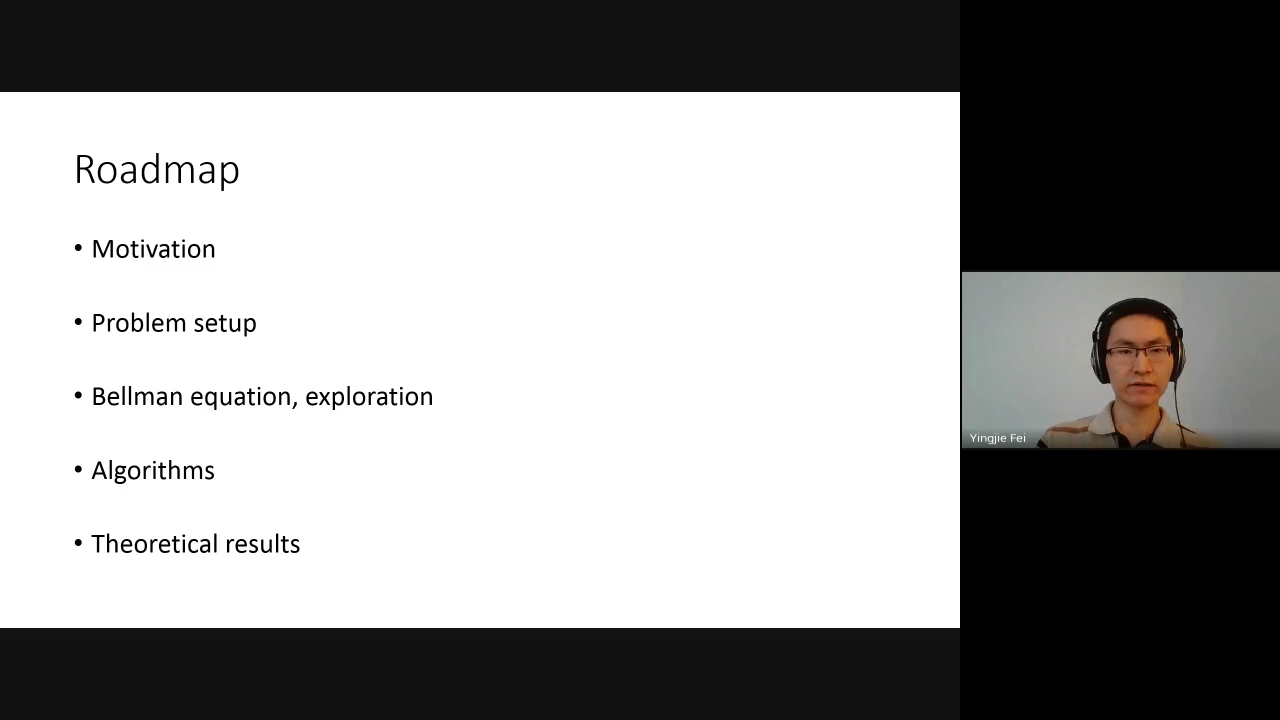 Roadmap
• Motivation
• Problem setup
• Bellman equation, exploration
• Algorithms
• Theoretical results
Yingjie Fei